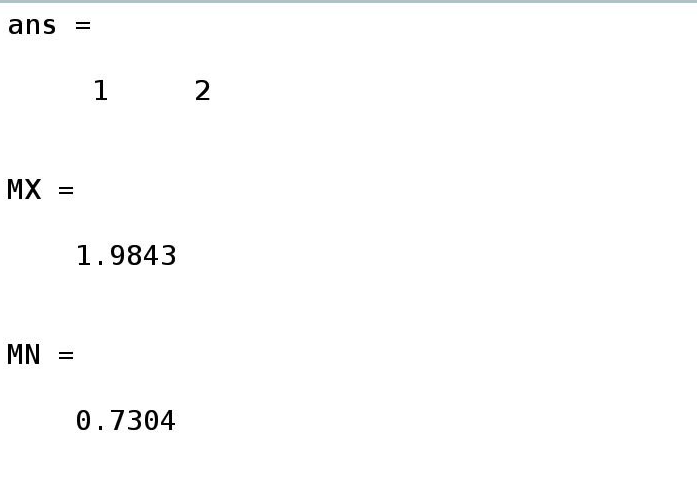 ans =
1 2
MX =
1.9843
MN =
0.7304